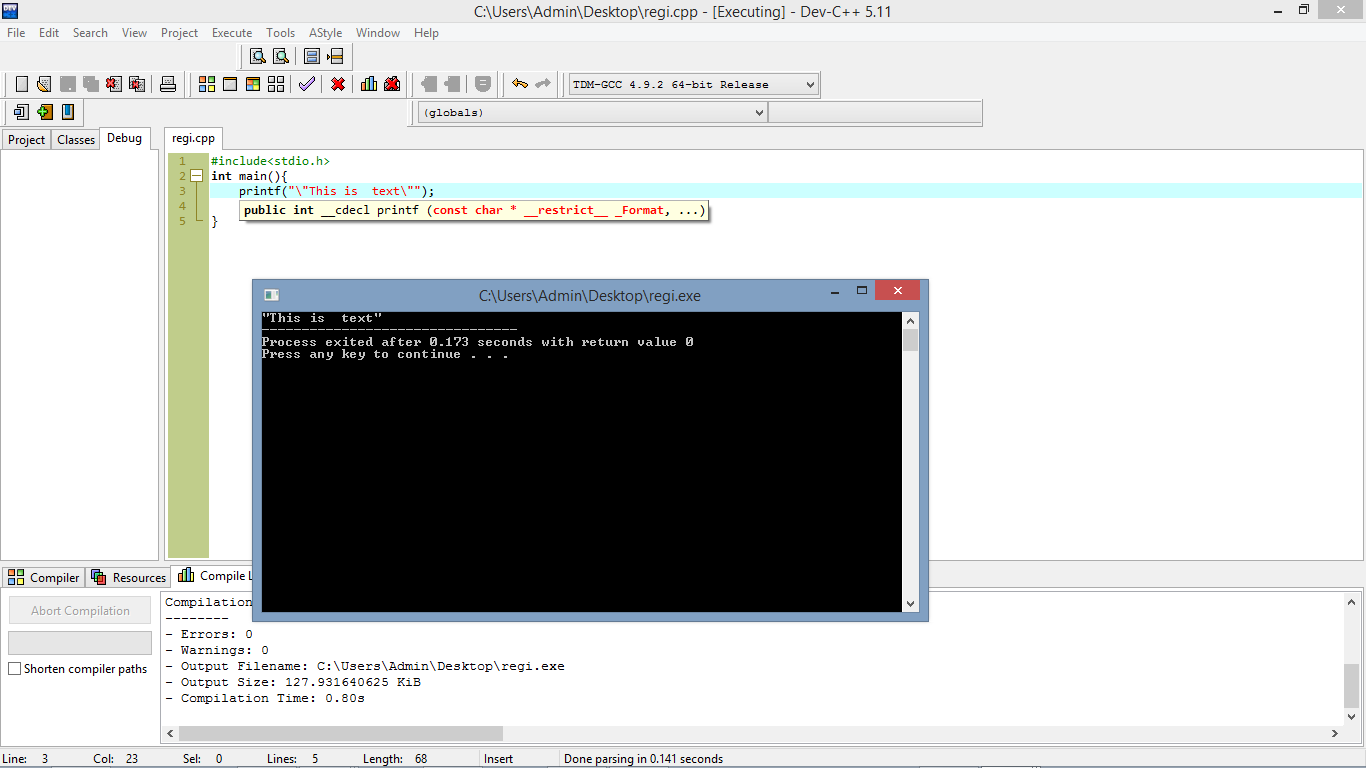 C:\Users\Admin\Desktop\regi.cpp - [Executing] - Dev-C++ 5.11
File Edit Search View Project Execute Tools AStyle Window Help
TDM-GCC 4.9.2 64-bit Release
(globals)
Project Classes Debug
regi.cpp
1 #include<stdio.h>
2 int main(){
3 printf("\"This is  text\"");
4
public int __cdecl printf (const char * __restrict__ _Format, ...)
5 }
C:\Users\Admin\Desktop\regi.exe
"This is  text"
--------------------------------
Process exited after 0.173 seconds with return value 0
Press any key to continue . . .
Compiler Resources Compile L
Abort Compilation
Shorten compiler paths
Compilation
--------
- Errors: 0
- Warnings: 0
- Output Filename: C:\Users\Admin\Desktop\regi.exe
- Output Size: 127.931640625 KiB
- Compilation Time: 0.80s
Line: 3 Col: 23 Sel: 0 Lines: 5 Length: 68 Insert Done parsing in 0.141 seconds